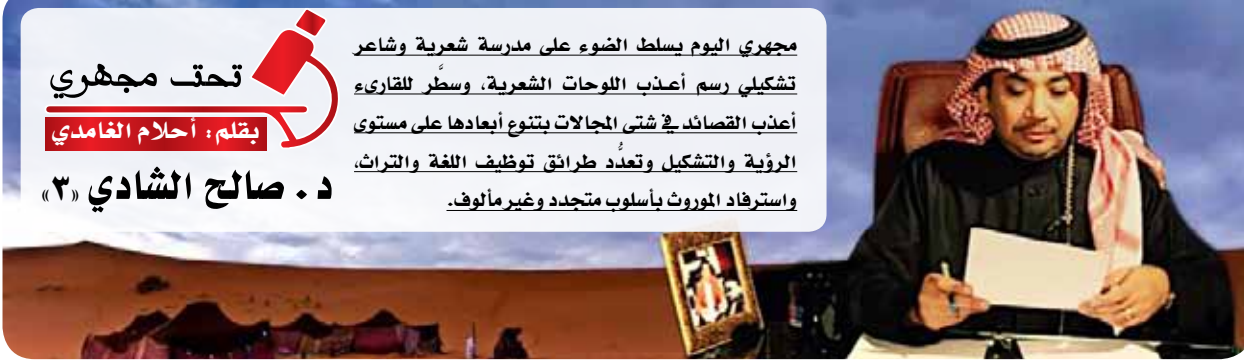 تحت مجهري
بقلم : أحلام الغامدي
د . صالح الشادي «٣»
مجهري اليوم يسلط الضوء على مدرسة شعرية وشاعر
تشكيلي رسم أعـذب اللوحات الشعرية، وسطَّر للقارىء
أعذب القصائد في شتى المجالات بتنوع أبعادها على مستوى
الرؤية والتشكيل وتعدُّد طرائق توظيف اللغة والتراث،
واسترفاد الموروث بأسلوب متجدد وغير مألوف.